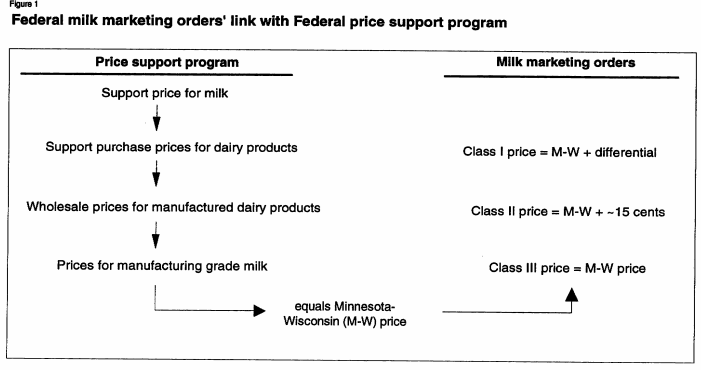 Figure 1
Federal milk marketing orders' link with Federal price support program
Price support program
Support price for milk
Support purchase prices for dairy products
Wholesale prices for manufactured dairy products
Prices for manufacturing grade milk
equals Minnesota-
Wisconsin (M-W) price
Milk marketing orders
Class I price = M-W + differential
Class II price = M-W + ~15 cents
Class III price = M-W price